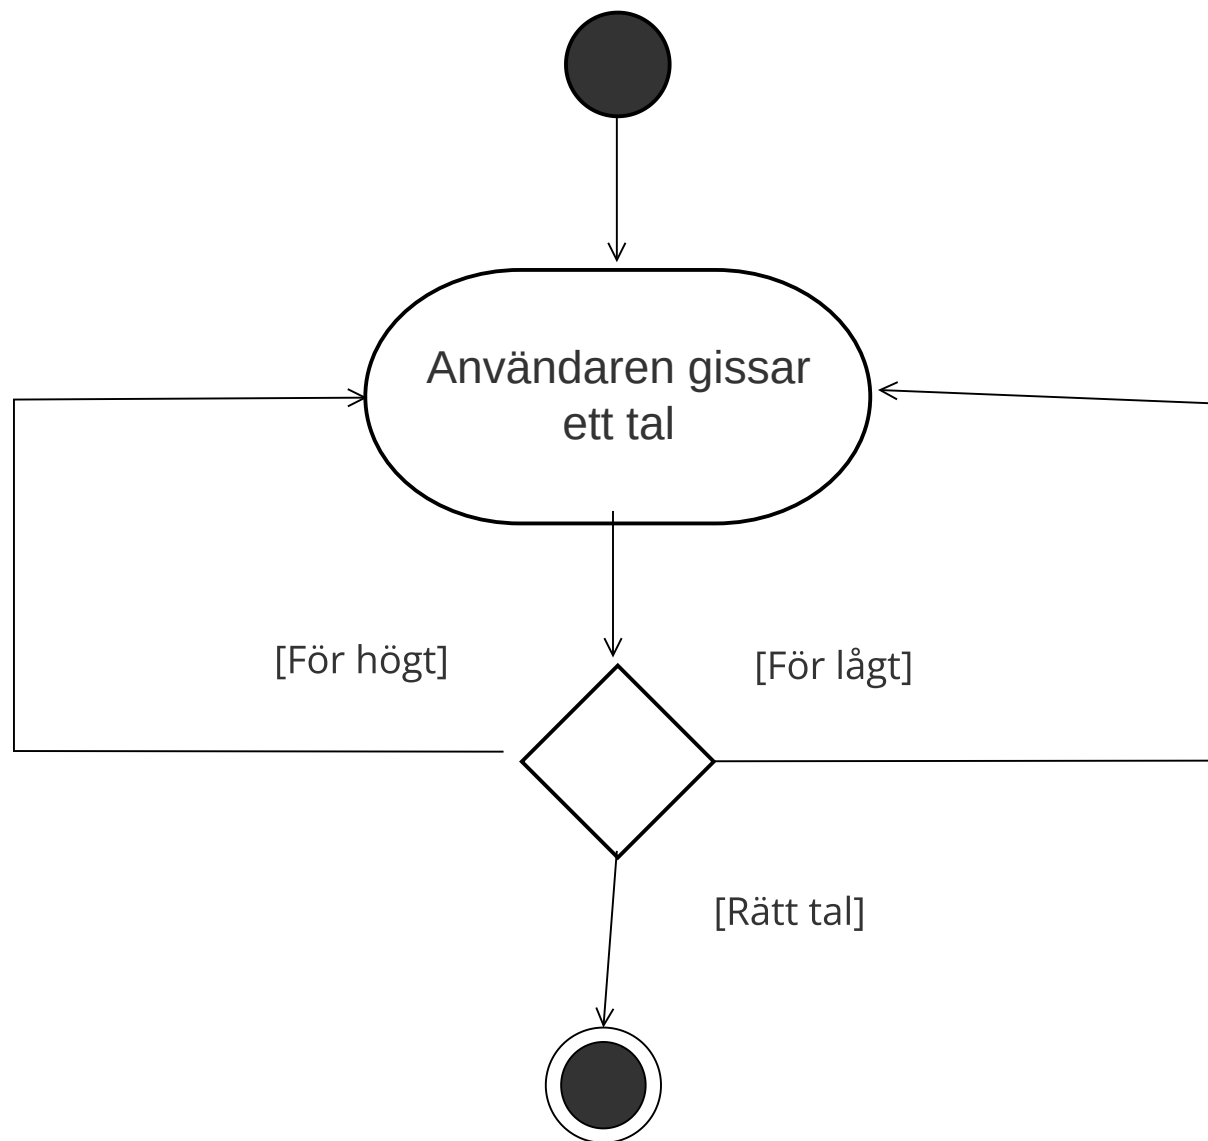 Användaren gissar
ett tal
[För högt]
[För lågt]
[Rätt tal]